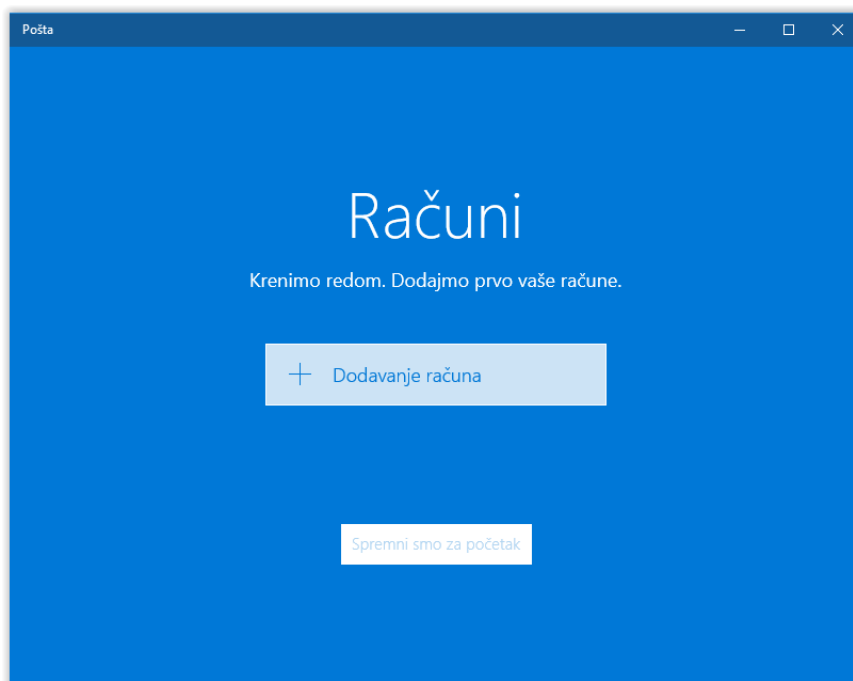 Pošta
Računi
Krenimo redom. Dodajmo prvo vaše račune.
Dodavanje računa
Spremni smo za početak